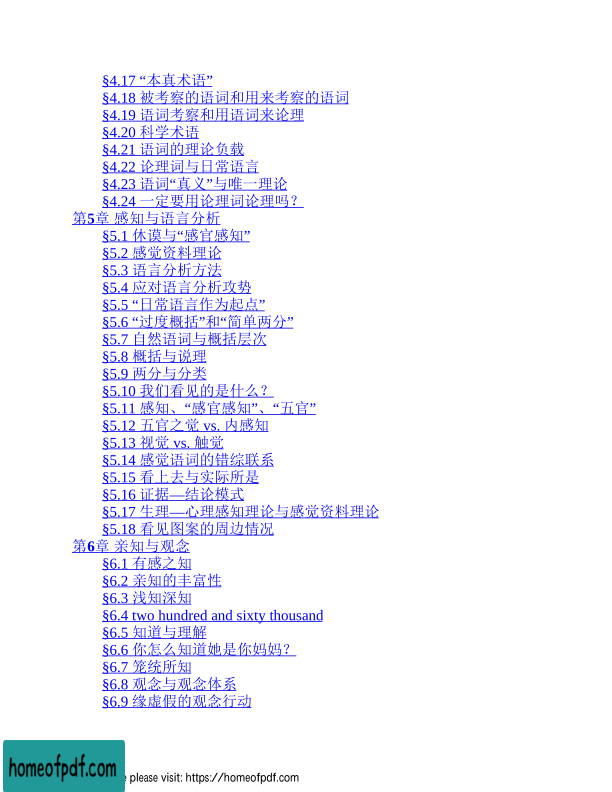 §4.17 “本真术语”
§4.18 被考察的语词和用来考察的语词
§4.19 语词考察和用语词来论理
§4.20 科学术语
§4.21 语词的理论负载
§4.22 论理词与日常语言
§4.23 语词“真义”与唯一理论
§4.24 一定要用论理词论理吗？
第5章 感知与语言分析
§5.1 休谟与“感官感知”
§5.2 感觉资料理论
§5.3 语言分析方法
§5.4 应对语言分析攻势
§5.5 “日常语言作为起点”
§5.6 “过度概括”和“简单两分”
§5.7 自然语词与概括层次
§5.8 概括与说理
§5.9 两分与分类
§5.10 我们看见的是什么？
§5.11 感知、“感官感知”、“五官”
§5.12 五官之觉 vs. 内感知
§5.13 视觉 vs. 触觉
§5.14 感觉语词的错综联系
§5.15 看上去与实际所是
§5.16 证据—结论模式
§5.17 生理—心理感知理论与感觉资料理论
§5.18 看见图案的周边情况
第6章 亲知与观念
§6.1 有感之知
§6.2 亲知的丰富性
§6.3 浅知深知
§6.4 two hundred and sixty thousand
§6.5 知道与理解
§6.6 你怎么知道她是你妈妈？
§6.7 笼统所知
§6.8 观念与观念体系
§6.9 缘虚假的观念行动
homeofpdf.com
e please visit: https://homeofpdf.com